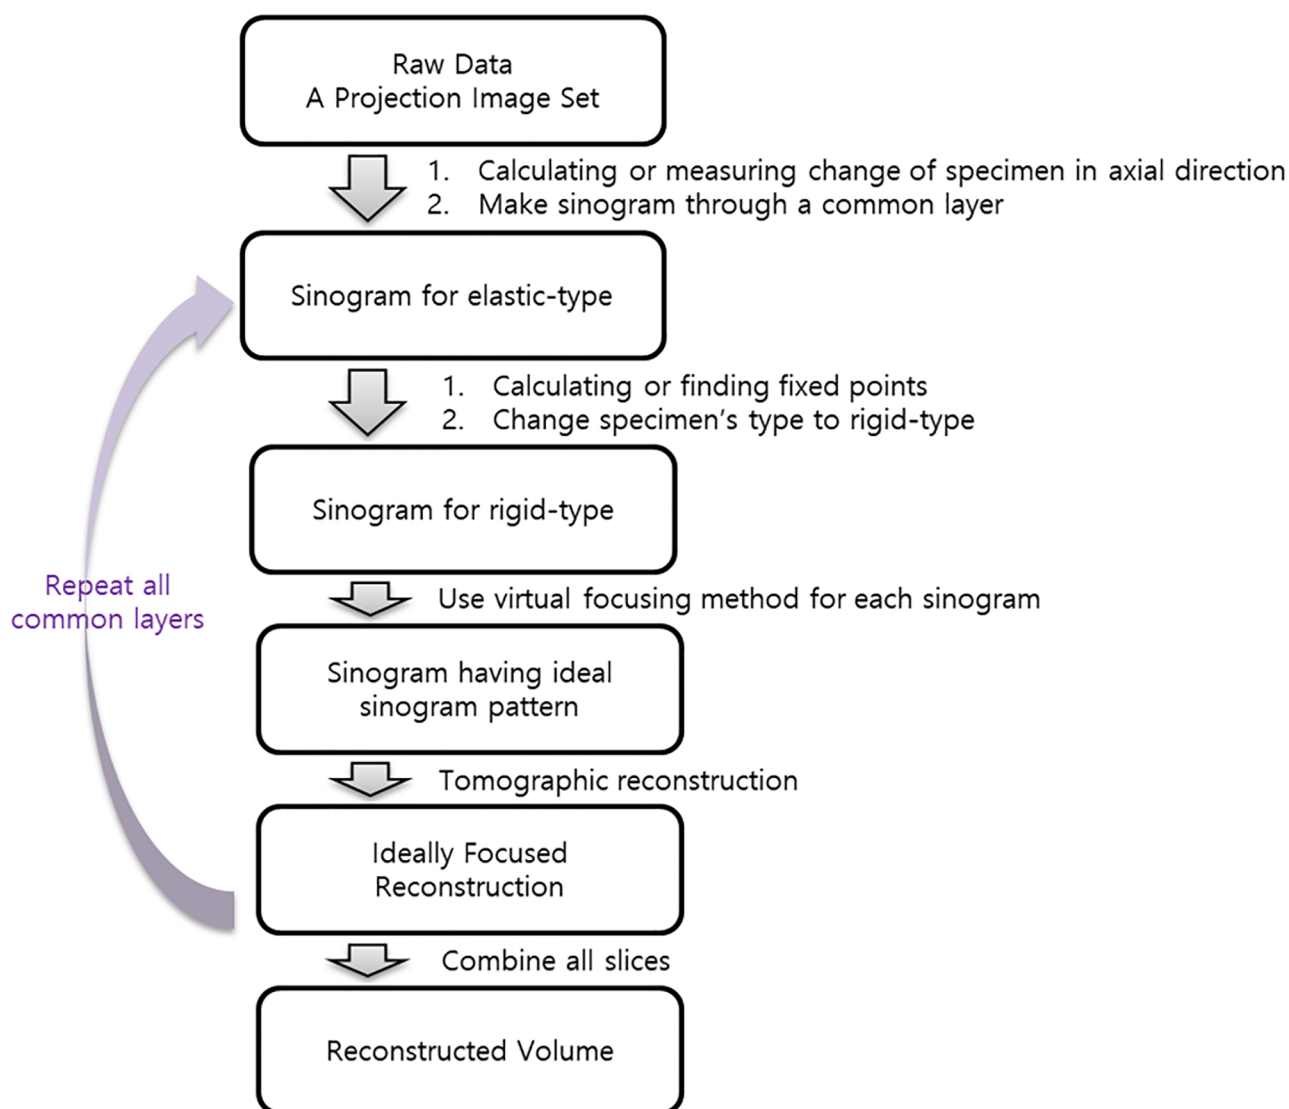 Raw Data
A Projection Image Set
1. Calculating or measuring change of specimen in axial direction
2. Make sinogram through a common layer
Sinogram for elastic-type
1. Calculating or finding fixed points
2. Change specimen's type to rigid-type
Sinogram for rigid-type
Repeat all
common layers
Use virtual focusing method for each sinogram
Sinogram having ideal
sinogram pattern
Tomographic reconstruction
Ideally Focused
Reconstruction
Combine all slices
Reconstructed Volume